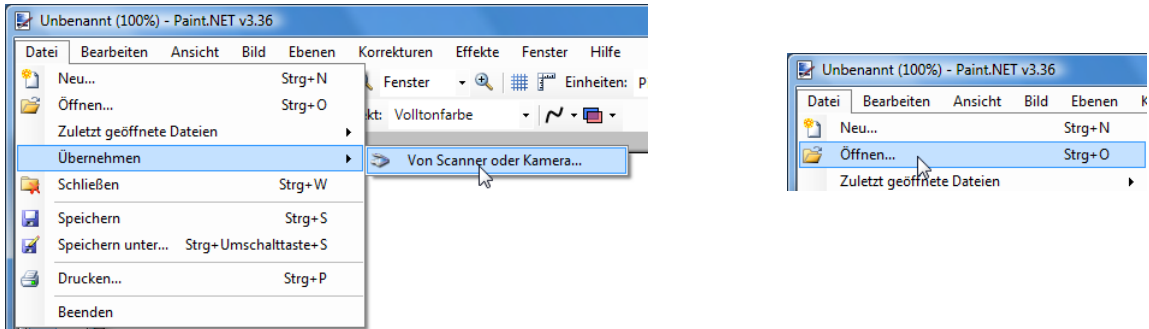 Unbenannt (100%) - Paint.NET v3.36
Datei Bearbeiten Ansicht Bild Ebenen Korrekturen Effekte Fenster Hilfe
Neu... Strg+N
Fenster Einheiten: P
Öffnen... Strg+O
kt: Volltonfarbe
Zuletzt geöffnete Dateien
Übernehmen
Von Scanner oder Kamera...
Schließen Strg+W
Speichern Strg+S
Speichern unter... Strg+Umschalttaste+S
Drucken... Strg+P
Beenden
Unbenannt (100%) - Paint.NET v3.36
Datei Bearbeiten Ansicht Bild Ebenen
Neu... Strg+N
Öffnen... Strg+O
Zuletzt geöffnete Dateien